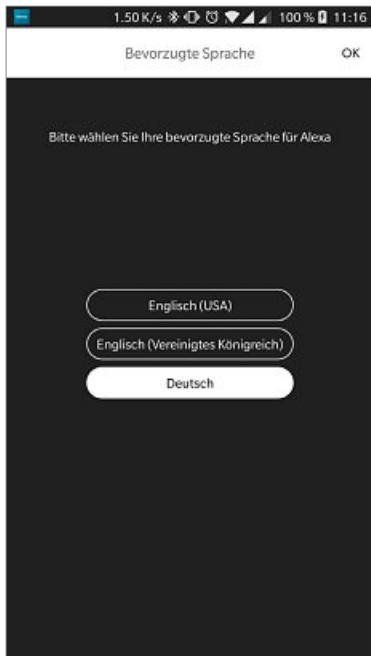 1.50 K/s 100 % 11:16
Bevorzugte Sprache OK
Bitte wählen Sie Ihre bevorzugte Sprache für Alexa
Englisch (USA)
Englisch (Vereinigtes Königreich)
Deutsch